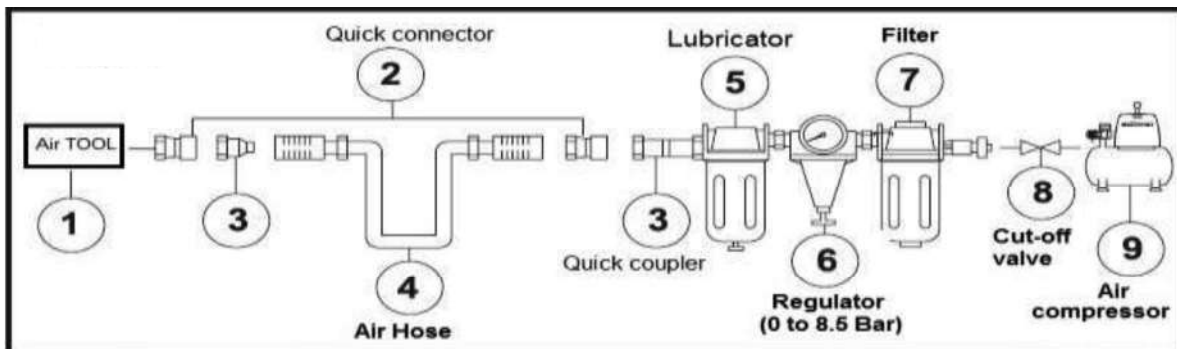 Quick connector
2
Lubricator
5
Filter
7
Air TOOL
1
3
4
Air Hose
3
Quick coupler
6
Regulator
(0 to 8.5 Bar)
8
Cut-off
valve
9
Air
compressor